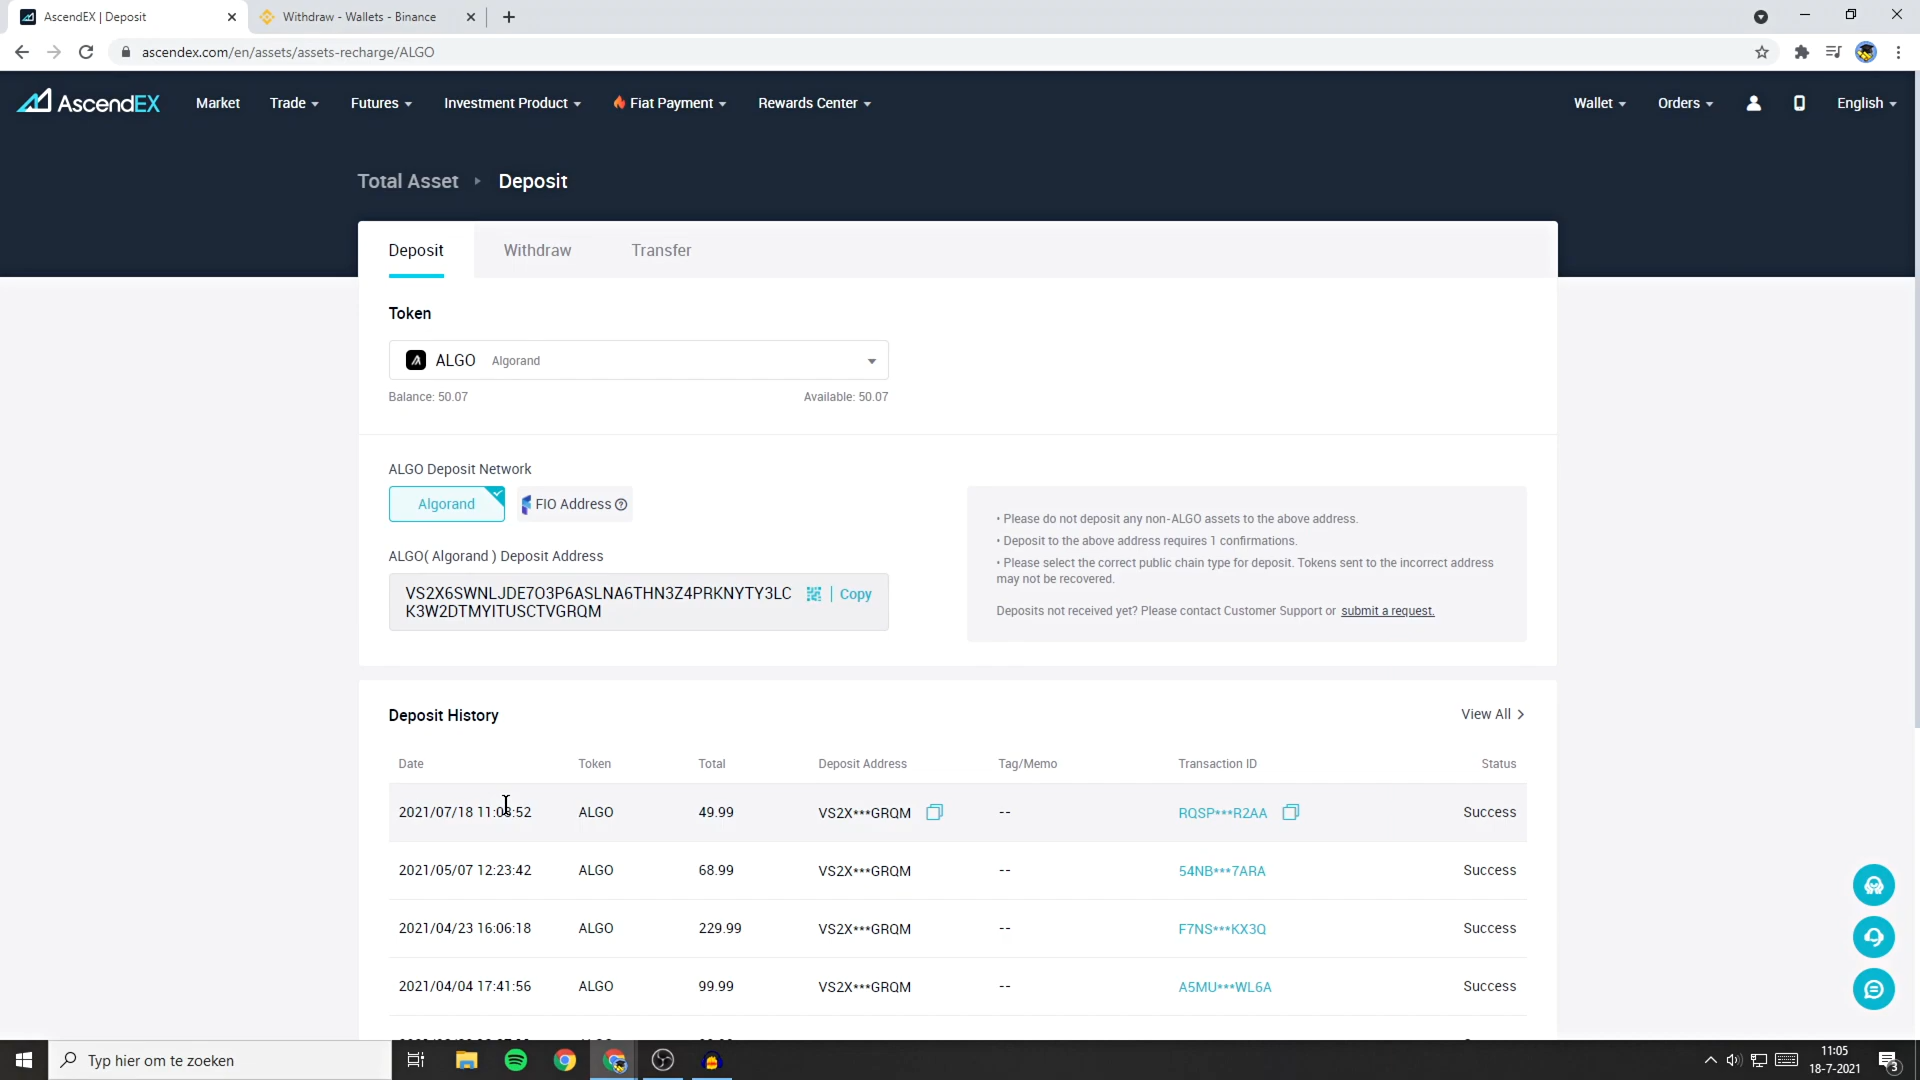 AscendEX | Deposit
Withdraw - Wallets - Binance
ascendex.com/en/assets/assets-recharge/ALGO
AscendEX
Market
Trade
Futures
Investment Product
Fiat Payment
Rewards Center
Wallet
Orders
English
Total Asset
Deposit
Deposit
Withdraw
Transfer
Token
ALGO Algorand
Balance: 50.07
Available: 50.07
ALGO Deposit Network
Algorand
FIO Address
ALGO( Algorand ) Deposit Address
VS2X6SWNLJDE7O3P6ASLNA6THN3Z4PRKNYTY3LC
K3W2DTMYITUSCTVGRQM
Copy
• Please do not deposit any non-ALGO assets to the above address.
• Deposit to the above address requires 1 confirmations.
• Please select the correct public chain type for deposit. Tokens sent to the incorrect address
may not be recovered.
Deposits not received yet? Please contact Customer Support or submit a request.
Deposit History
View All
Date Token Total Deposit Address Tag/Memo Transaction ID Status
2021/07/18 11:03:52 ALGO 49.99 VS2X***GRQM -- RQSP***R2AA Success
2021/05/07 12:23:42 ALGO 68.99 VS2X***GRQM -- 54NB***7ARA Success
2021/04/23 16:06:18 ALGO 229.99 VS2X***GRQM -- F7NS***KX3Q Success
2021/04/04 17:41:56 ALGO 99.99 VS2X***GRQM -- A5MU***WL6A Success
Typ hier om te zoeken
11:05
18-7-2021
3